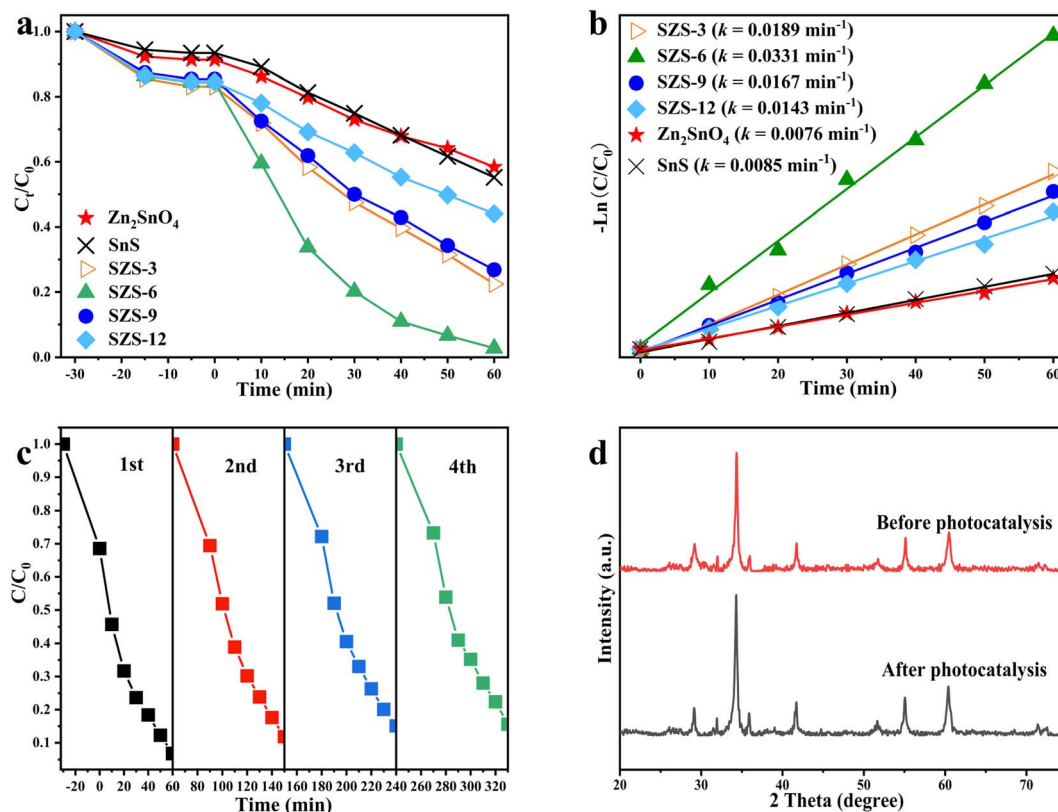 a
C_t/C_0
1.0
0.8
0.6
0.4
0.2
0.0
Zn₂SnO₄
SnS
SZS-3
SZS-6
SZS-9
SZS-12
-30 -20 -10 0 10 20 30 40 50 60
Time (min)
b
-Ln (C/C₀)
SZS-3 (k = 0.0189 min⁻¹)
SZS-6 (k = 0.0331 min⁻¹)
SZS-9 (k = 0.0167 min⁻¹)
SZS-12 (k = 0.0143 min⁻¹)
Zn₂SnO₄ (k = 0.0076 min⁻¹)
SnS (k = 0.0085 min⁻¹)
0 10 20 30 40 50 60
Time (min)
c
C/C₀
1.0
0.9
0.8
0.7
0.6
0.5
0.4
0.3
0.2
0.1
1st 2nd 3rd 4th
-20 0 20 40 60 80 100 120 140 160 180 200 220 240 260 280 300 320
Time (min)
d
Intensity (a.u.)
Before photocatalysis
After photocatalysis
20 30 40 50 60 70
2 Theta (degree)